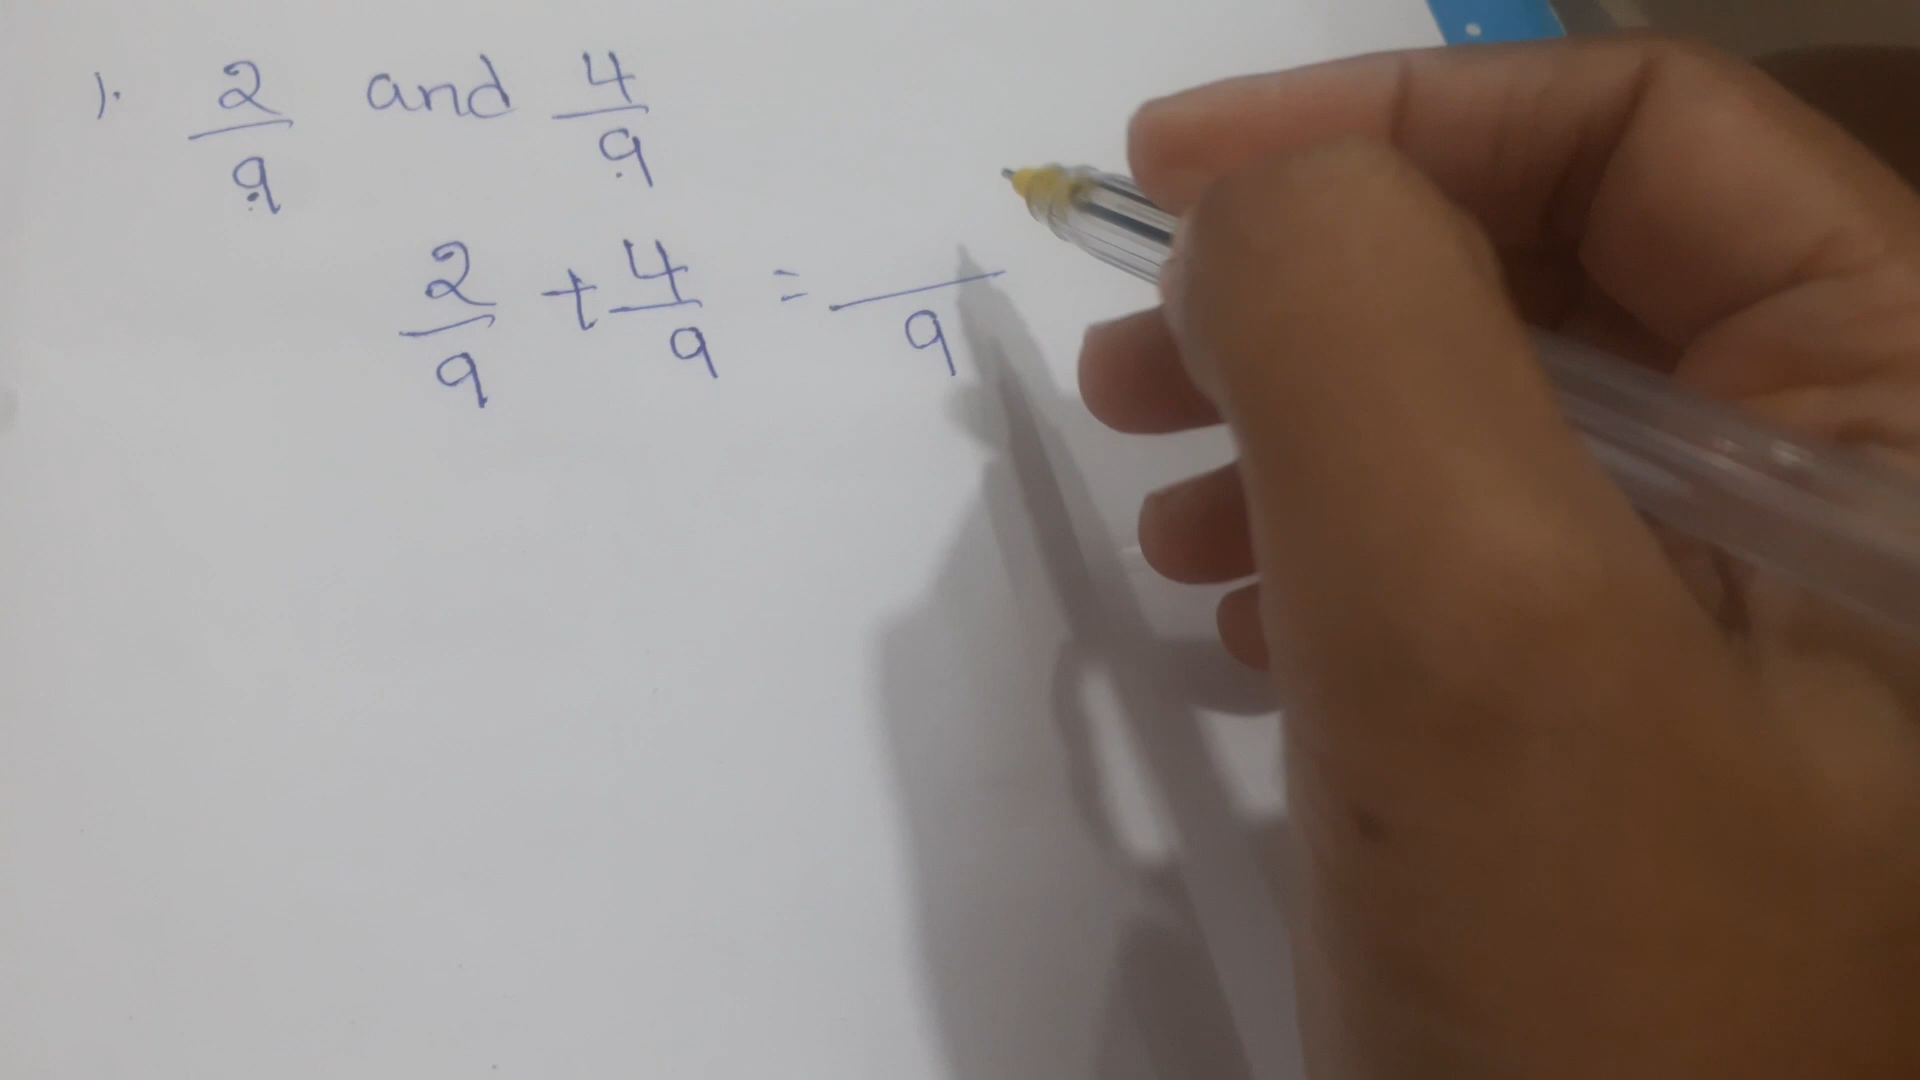 1. 2/9 and 4/9
2/9 + 4/9 = /9